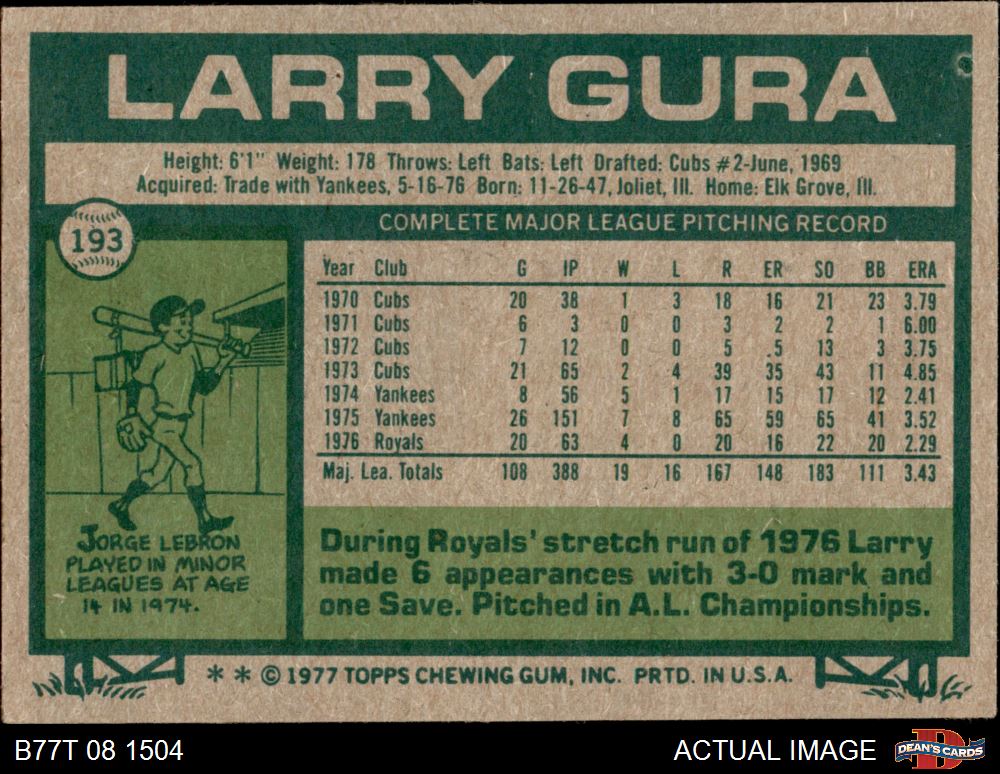 LARRY GURA
Height: 6'1" Weight: 178 Throws: Left Bats: Left Drafted: Cubs #2-June, 1969
Acquired: Trade with Yankees, 5-16-76 Born: 11-26-47, Joliet, Ill. Home: Elk Grove, Ill.
193
COMPLETE MAJOR LEAGUE PITCHING RECORD
Year Club G IP W L R ER SO BB ERA
1970 Cubs 20 38 1 3 18 16 21 23 3.79
1971 Cubs 6 3 0 0 3 2 2 1 6.00
1972 Cubs 7 12 0 0 5 .5 13 3 3.75
1973 Cubs 21 65 2 4 39 35 43 11 4.85
1974 Yankees 8 56 5 1 17 15 17 12 2.41
1975 Yankees 26 151 7 8 65 59 65 41 3.52
1976 Royals 20 63 4 0 20 16 22 20 2.29
Maj. Lea. Totals 108 388 19 16 167 148 183 111 3.43
JORGE LEBRON
PLAYED IN MINOR
LEAGUES AT AGE
14 IN 1974.
During Royals' stretch run of 1976 Larry
made 6 appearances with 3-0 mark and
one Save. Pitched in A.L. Championships.
* * © 1977 TOPPS CHEWING GUM, INC. PRTD. IN U.S.A.
B77T 08 1504
ACTUAL IMAGE
DEAN'S CARDS